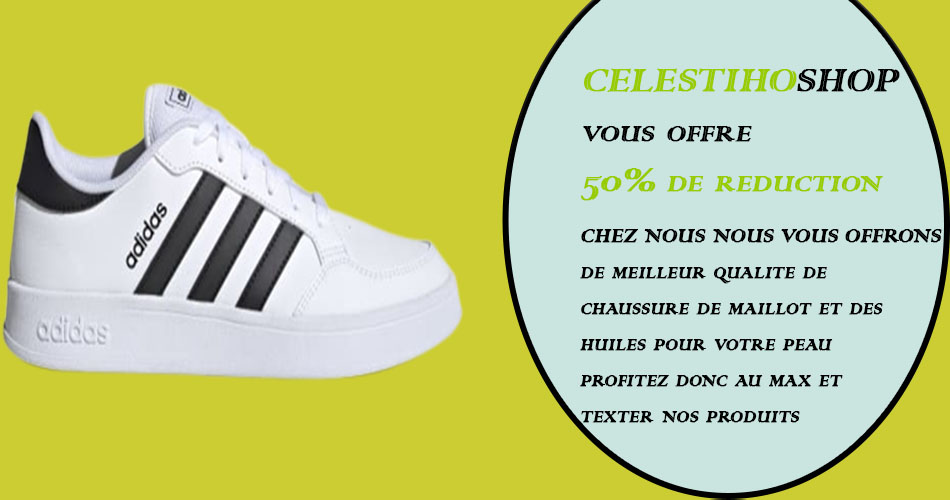 adidas
adidas
CELESTIHOSHOP
VOUS OFFRE
50% DE REDUCTION
CHEZ NOUS NOUS VOUS OFFRONS
DE MEILLEUR QUALITE DE
CHAUSSURE DE MAILLOT ET DES
HUILES POUR VOTRE PEAU
PROFITEZ DONC AU MAX ET
TEXTER NOS PRODUITS